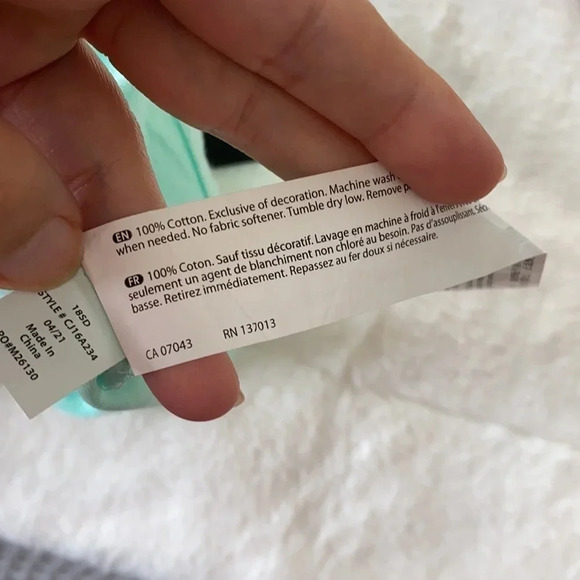 EN 100% Cotton. Exclusive of decoration. Machine wash
when needed. No fabric softener. Tumble dry low. Remove
FR 100% Coton. Sauf tissu décoratif. Lavage en machine à froid à
seulement un agent de blanchiment non chloré au besoin. Pas d'assouplissant.
basse. Retirez immédiatement. Repassez au fer doux si nécessaire.
CA 07043 RN 137013
18SD
STYLE # CJ16A234
04/21
Made in
China
PO#M26130